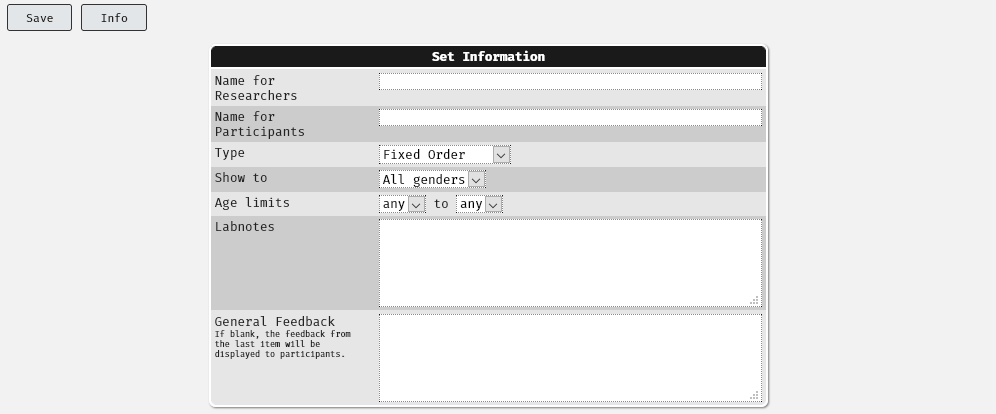 Save Info
Set Information
Name for
Researchers
Name for
Participants
Type Fixed Order
Show to All genders
Age limits any to any
Labnotes
General Feedback
If blank, the feedback from
the last item will be
displayed to participants.